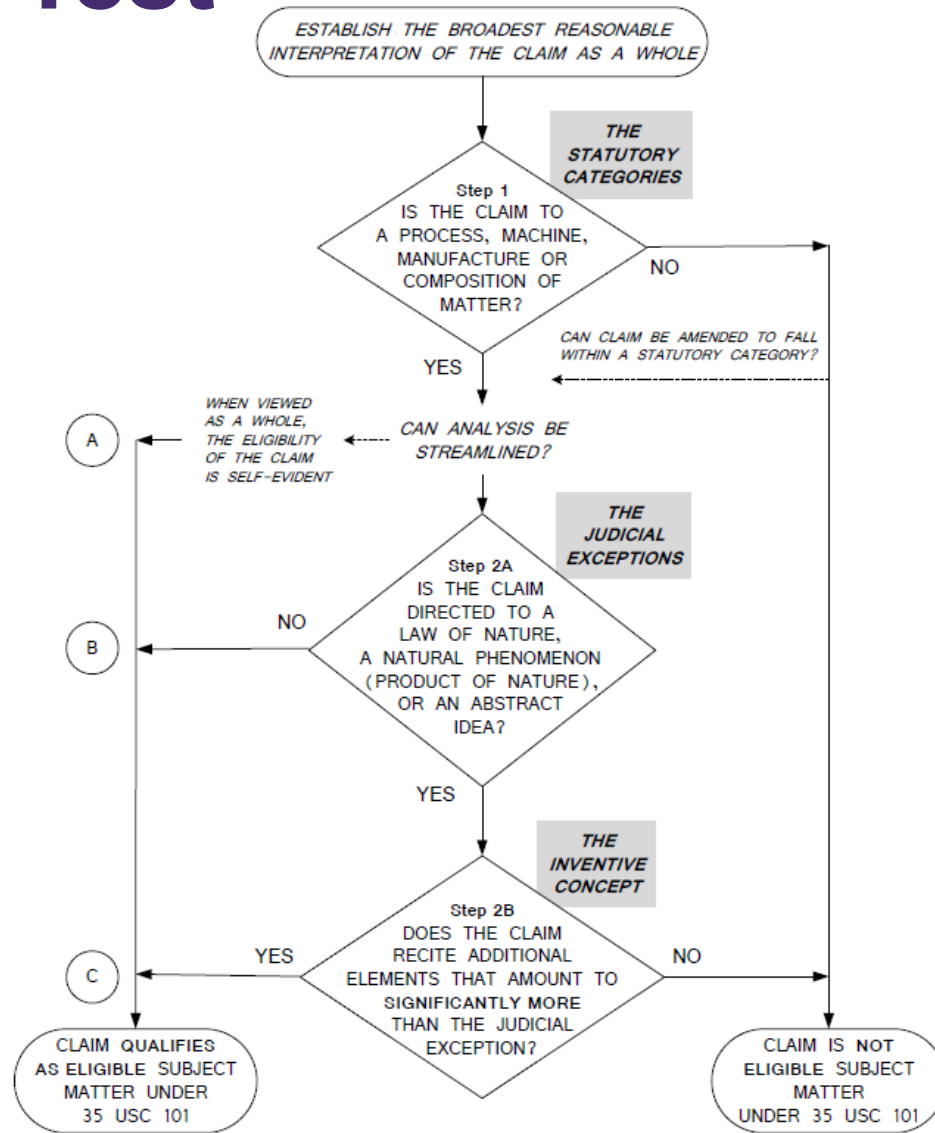 Test
ESTABLISH THE BROADEST REASONABLE
INTERPRETATION OF THE CLAIM AS A WHOLE
THE
STATUTORY
CATEGORIES
Step 1
IS THE CLAIM TO
A PROCESS, MACHINE,
MANUFACTURE OR
COMPOSITION OF
MATTER?
NO
YES
CAN CLAIM BE AMENDED TO FALL
WITHIN A STATUTORY CATEGORY?
A
WHEN VIEWED
AS A WHOLE,
THE ELIGIBILITY
OF THE CLAIM
IS SELF-EVIDENT
CAN ANALYSIS BE
STREAMLINED?
THE
JUDICIAL
EXCEPTIONS
Step 2A
IS THE CLAIM
DIRECTED TO A
LAW OF NATURE,
A NATURAL PHENOMENON
(PRODUCT OF NATURE),
OR AN ABSTRACT
IDEA?
NO
B
YES
THE
INVENTIVE
CONCEPT
Step 2B
DOES THE CLAIM
RECITE ADDITIONAL
ELEMENTS THAT AMOUNT TO
SIGNIFICANTLY MORE
THAN THE JUDICIAL
EXCEPTION?
YES
NO
C
CLAIM QUALIFIES
AS ELIGIBLE SUBJECT
MATTER UNDER
35 USC 101
CLAIM IS NOT
ELIGIBLE SUBJECT
MATTER
UNDER 35 USC 101